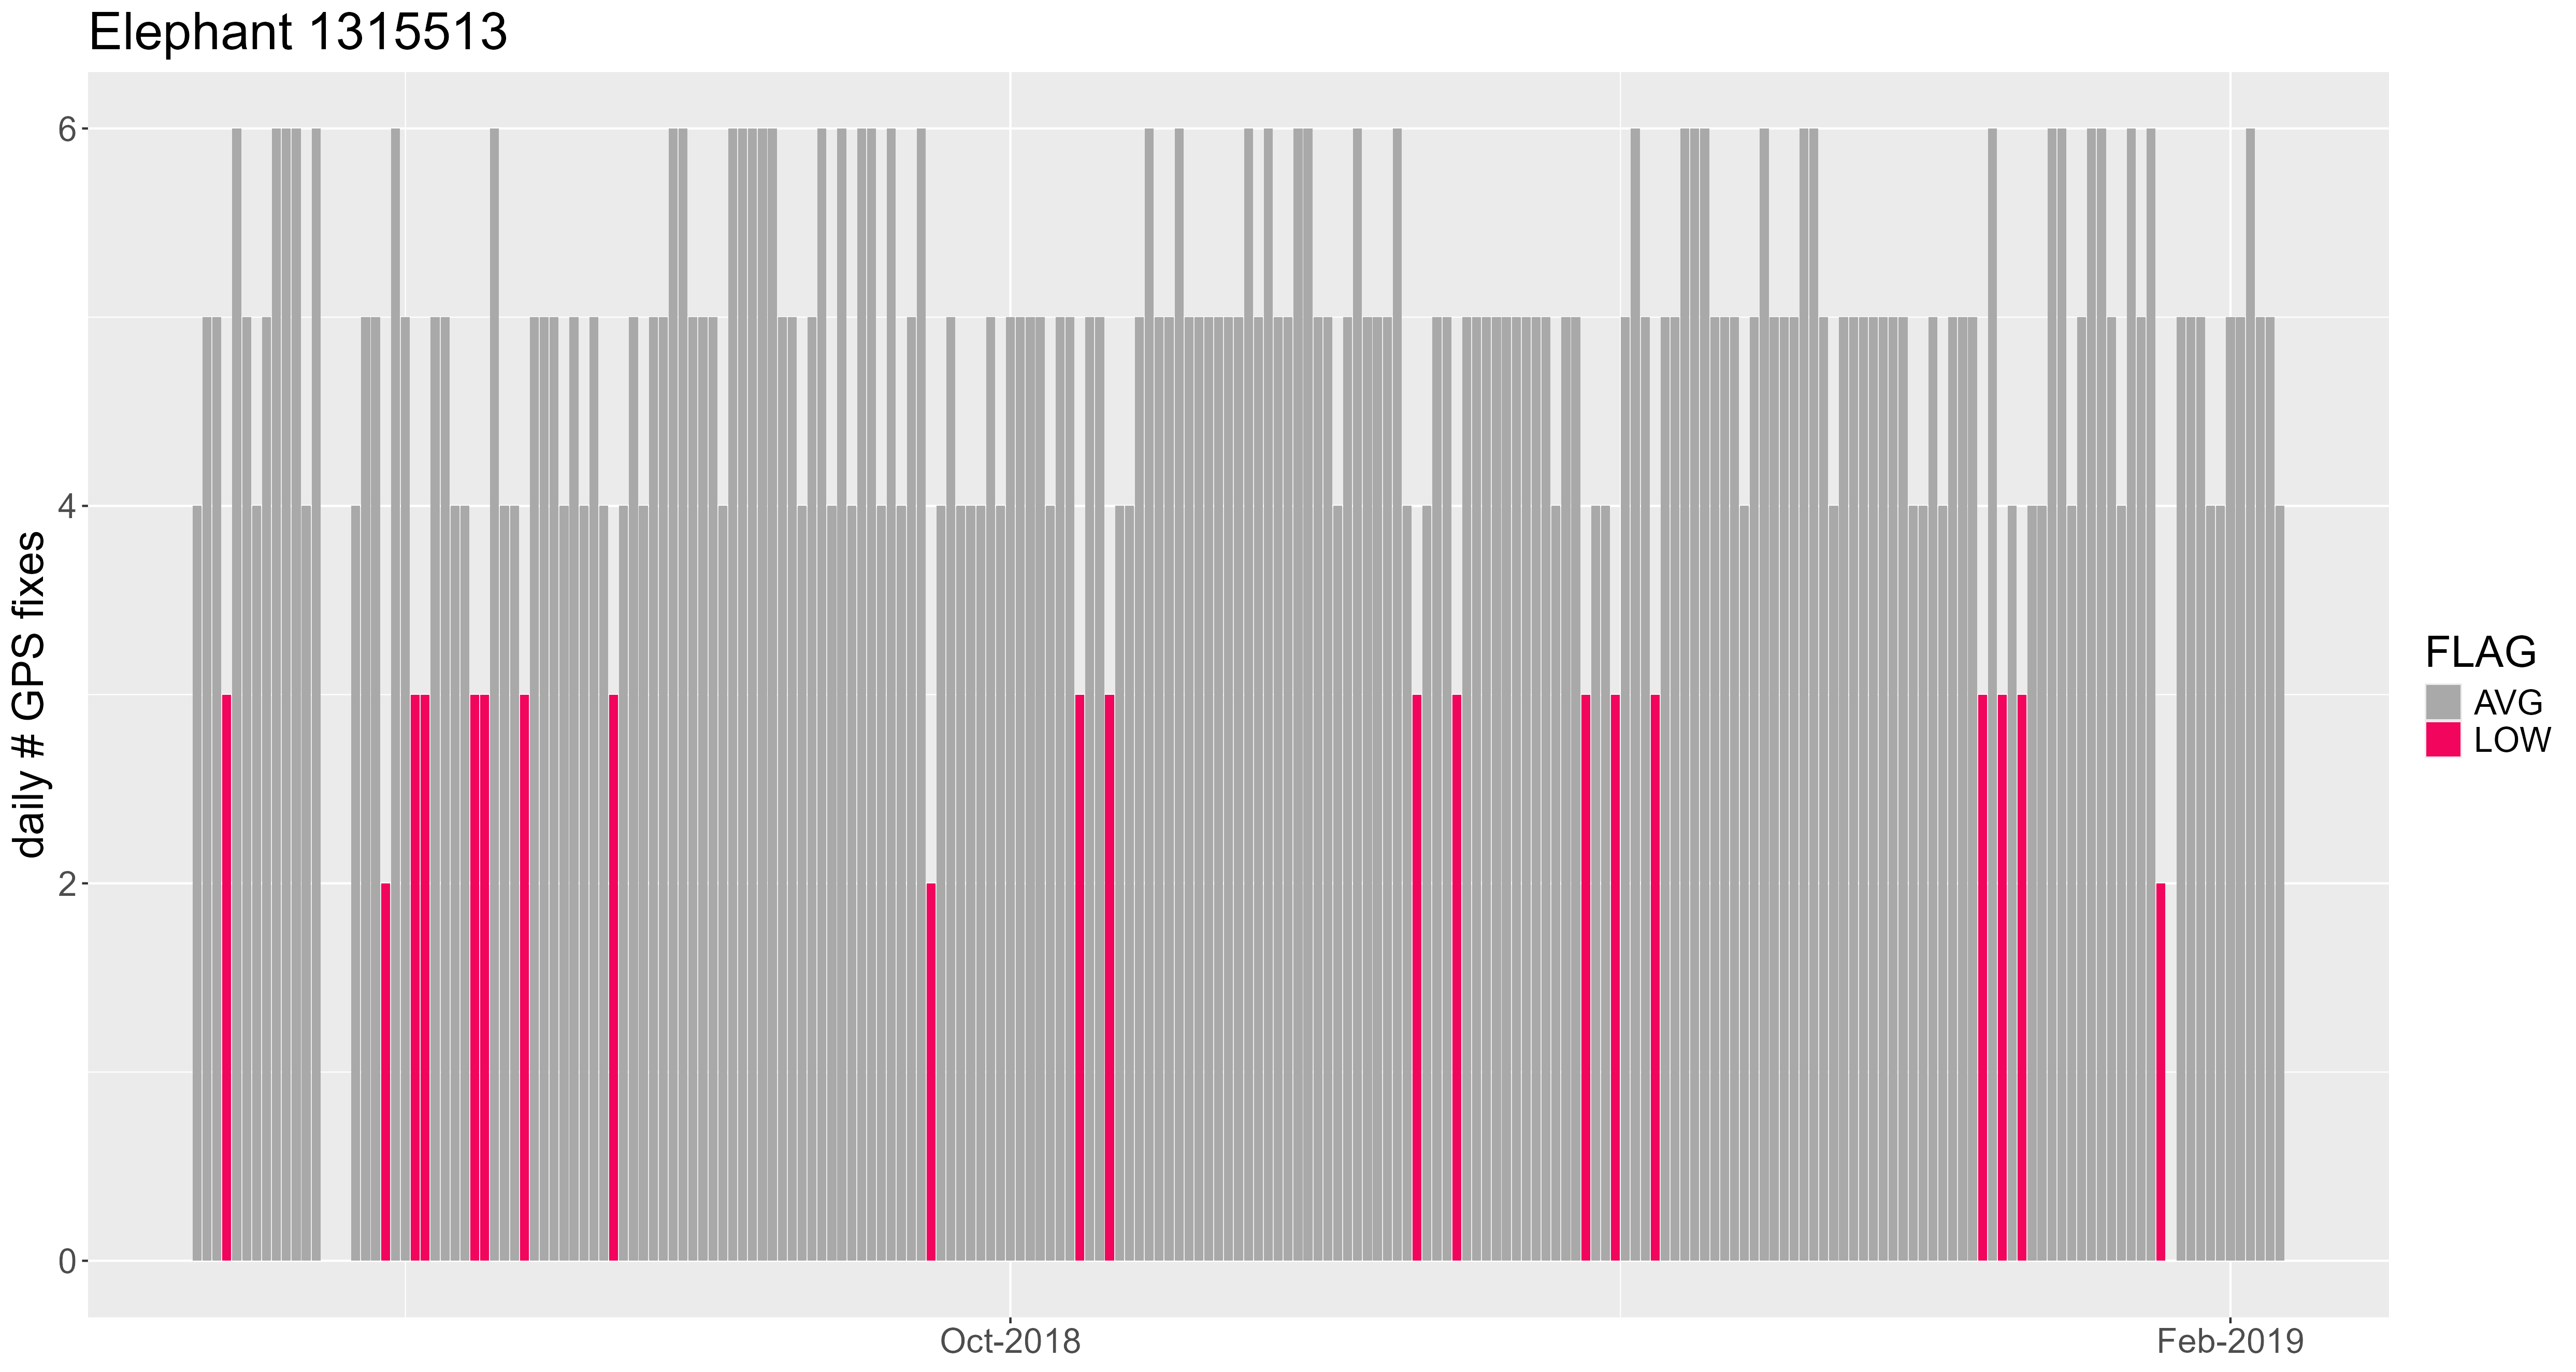 Elephant 1315513
daily # GPS fixes
6
4
2
0
Oct-2018
Feb-2019
FLAG
AVG
LOW